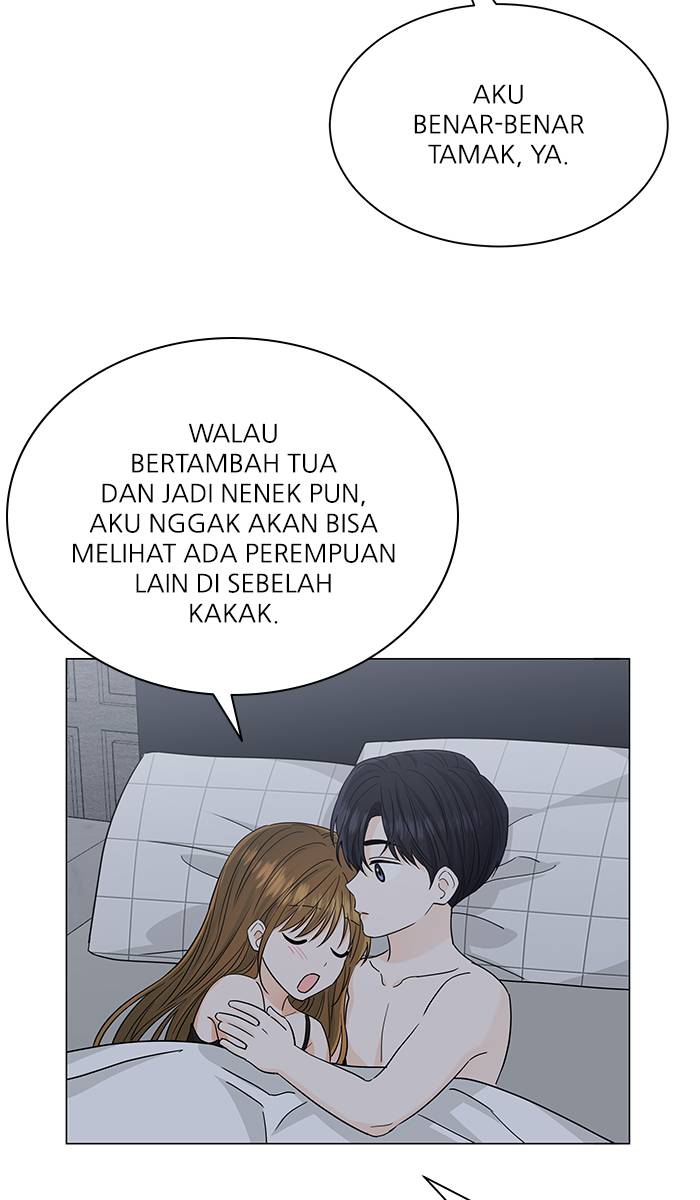 AKU
BENAR-BENAR
TAMAK, YA.
WALAU
BERTAMBAH TUA
DAN JADI NENEK PUN,
AKU NGGAK AKAN BISA
MELIHAT ADA PEREMPUAN
LAIN DI SEBELAH
KAKAK.